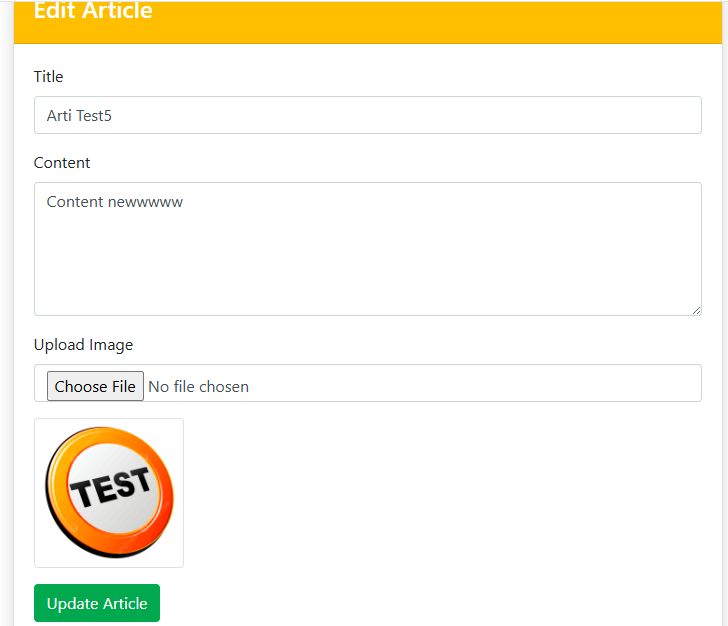 Edit Article
Title
Arti Test5
Content
Content newwwww
Upload Image
Choose File No file chosen
TEST
Update Article